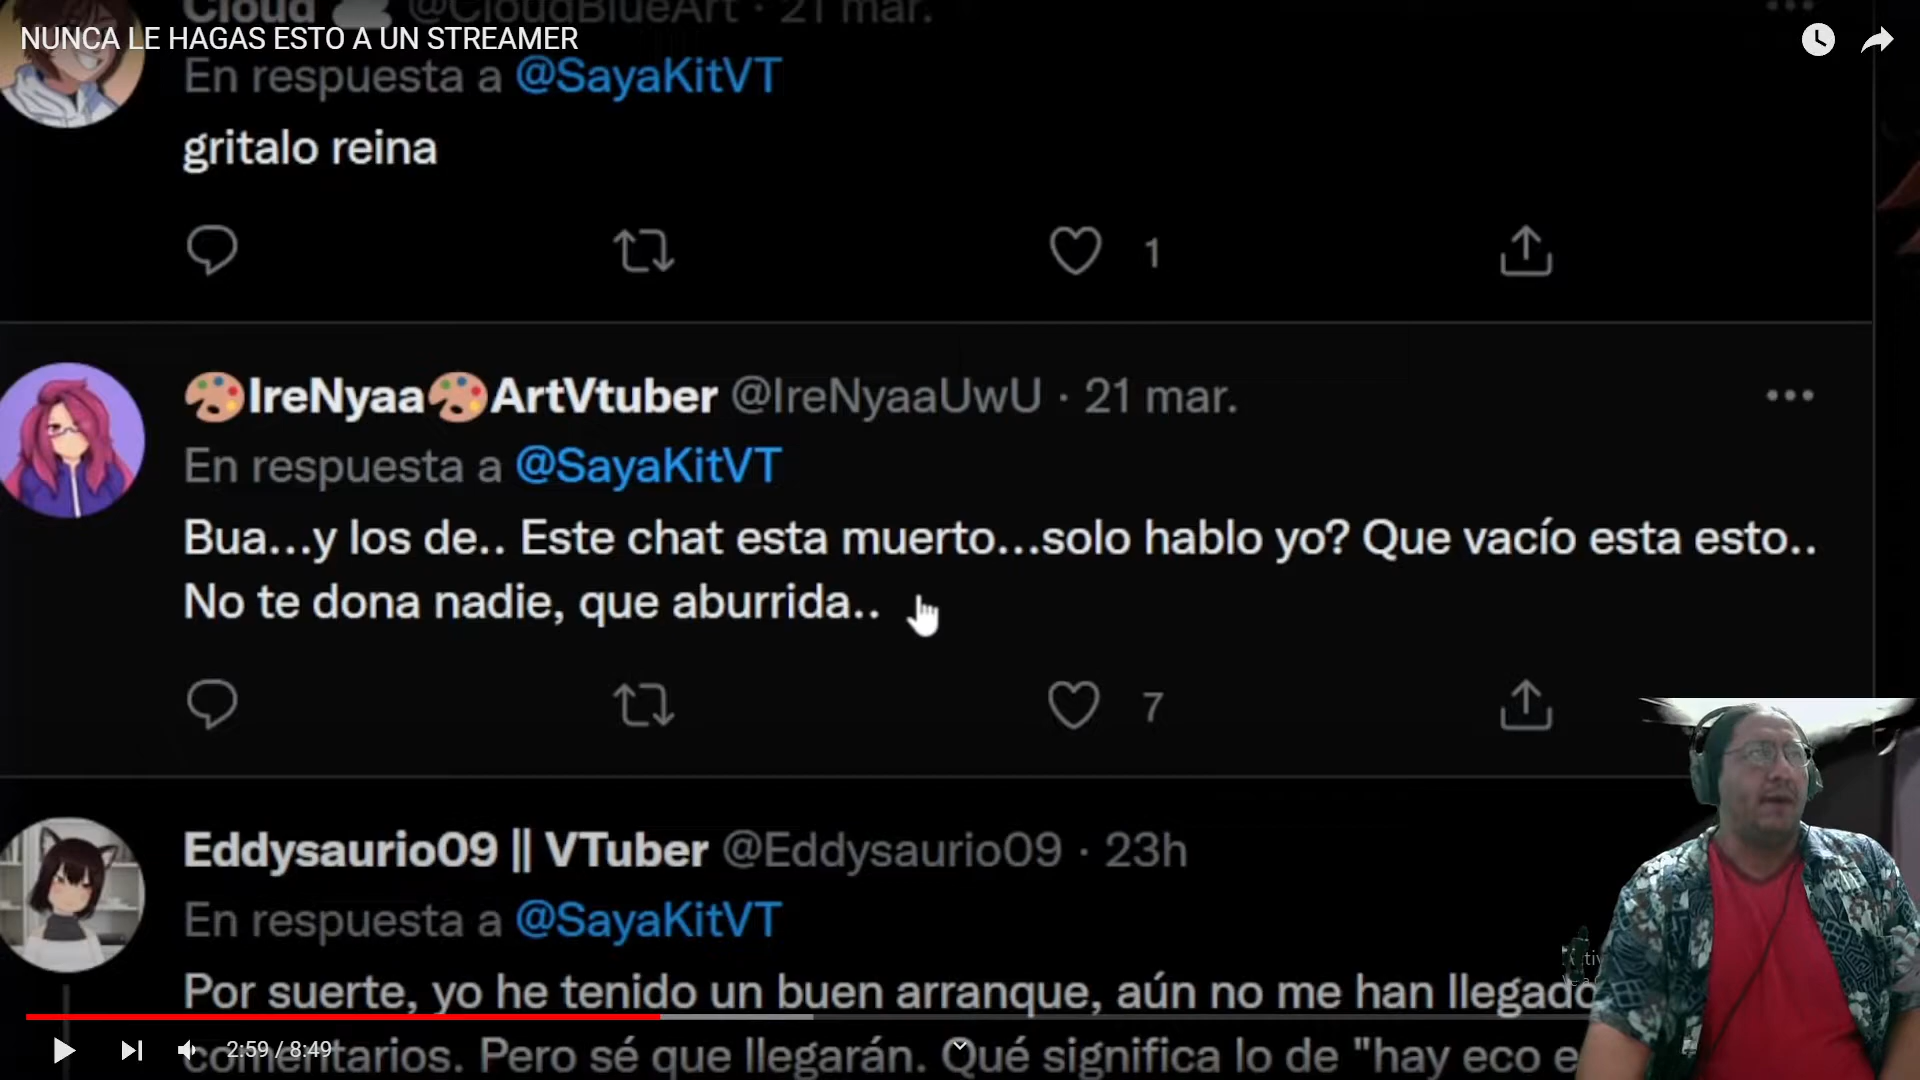 Cloud @CloudBlueArt · 21 mar.
NUNCA LE HAGAS ESTO A UN STREAMER
En respuesta a @SayaKitVT
gritalo reina
1
IreNyaa ArtVtuber @IreNyaaUwU · 21 mar.
En respuesta a @SayaKitVT
Bua...y los de.. Este chat esta muerto...solo hablo yo? Que vacío esta esto..
No te dona nadie, que aburrida..
7
Eddysaurio09 || VTuber @Eddysaurio09 · 23h
En respuesta a @SayaKitVT
Por suerte, yo he tenido un buen arranque, aún no me han llegado
2:59 / 8:49
comentarios. Pero sé que llegarán. Qué significa lo de "hay eco e